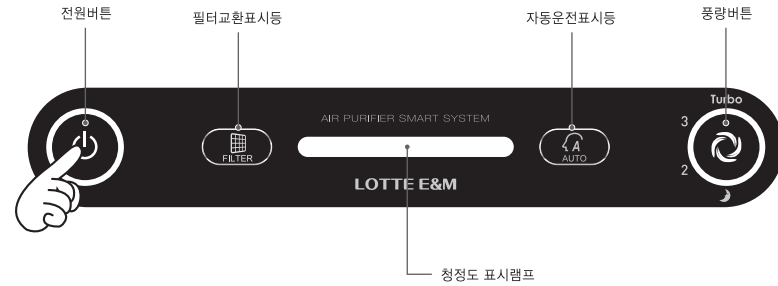 전원버튼
필터교환표시등
자동운전표시등
풍량버튼
Turbo
AIR PURIFIER SMART SYSTEM
3
FILTER
A
AUTO
2
LOTTE E&M
청정도 표시램프